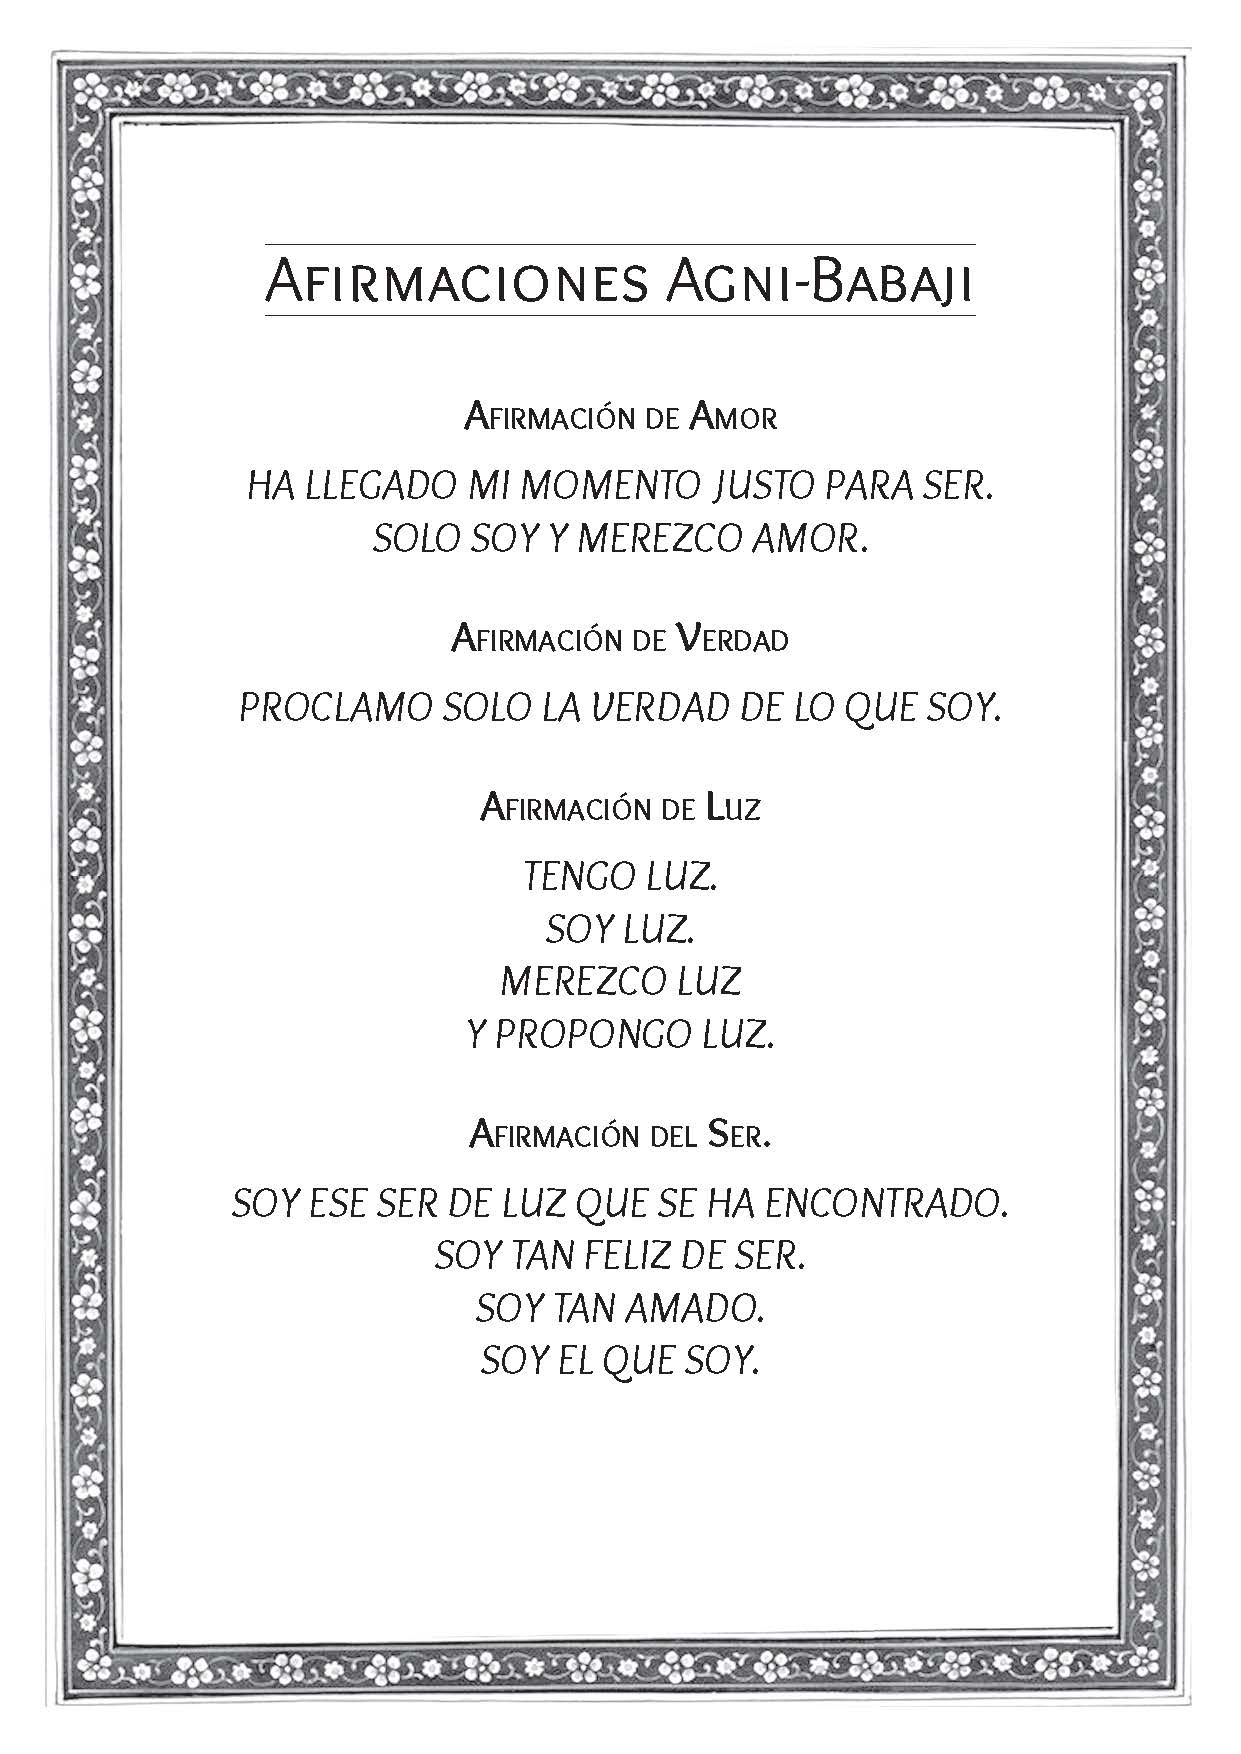 Afirmaciones Agni-Babaji
Afirmación de Amor
HA LLEGADO MI MOMENTO JUSTO PARA SER.
SOLO SOY Y MEREZCO AMOR.
Afirmación de Verdad
PROCLAMO SOLO LA VERDAD DE LO QUE SOY.
Afirmación de Luz
TENGO LUZ.
SOY LUZ.
MEREZCO LUZ
Y PROPONGO LUZ.
Afirmación del Ser.
SOY ESE SER DE LUZ QUE SE HA ENCONTRADO.
SOY TAN FELIZ DE SER.
SOY TAN AMADO.
SOY EL QUE SOY.